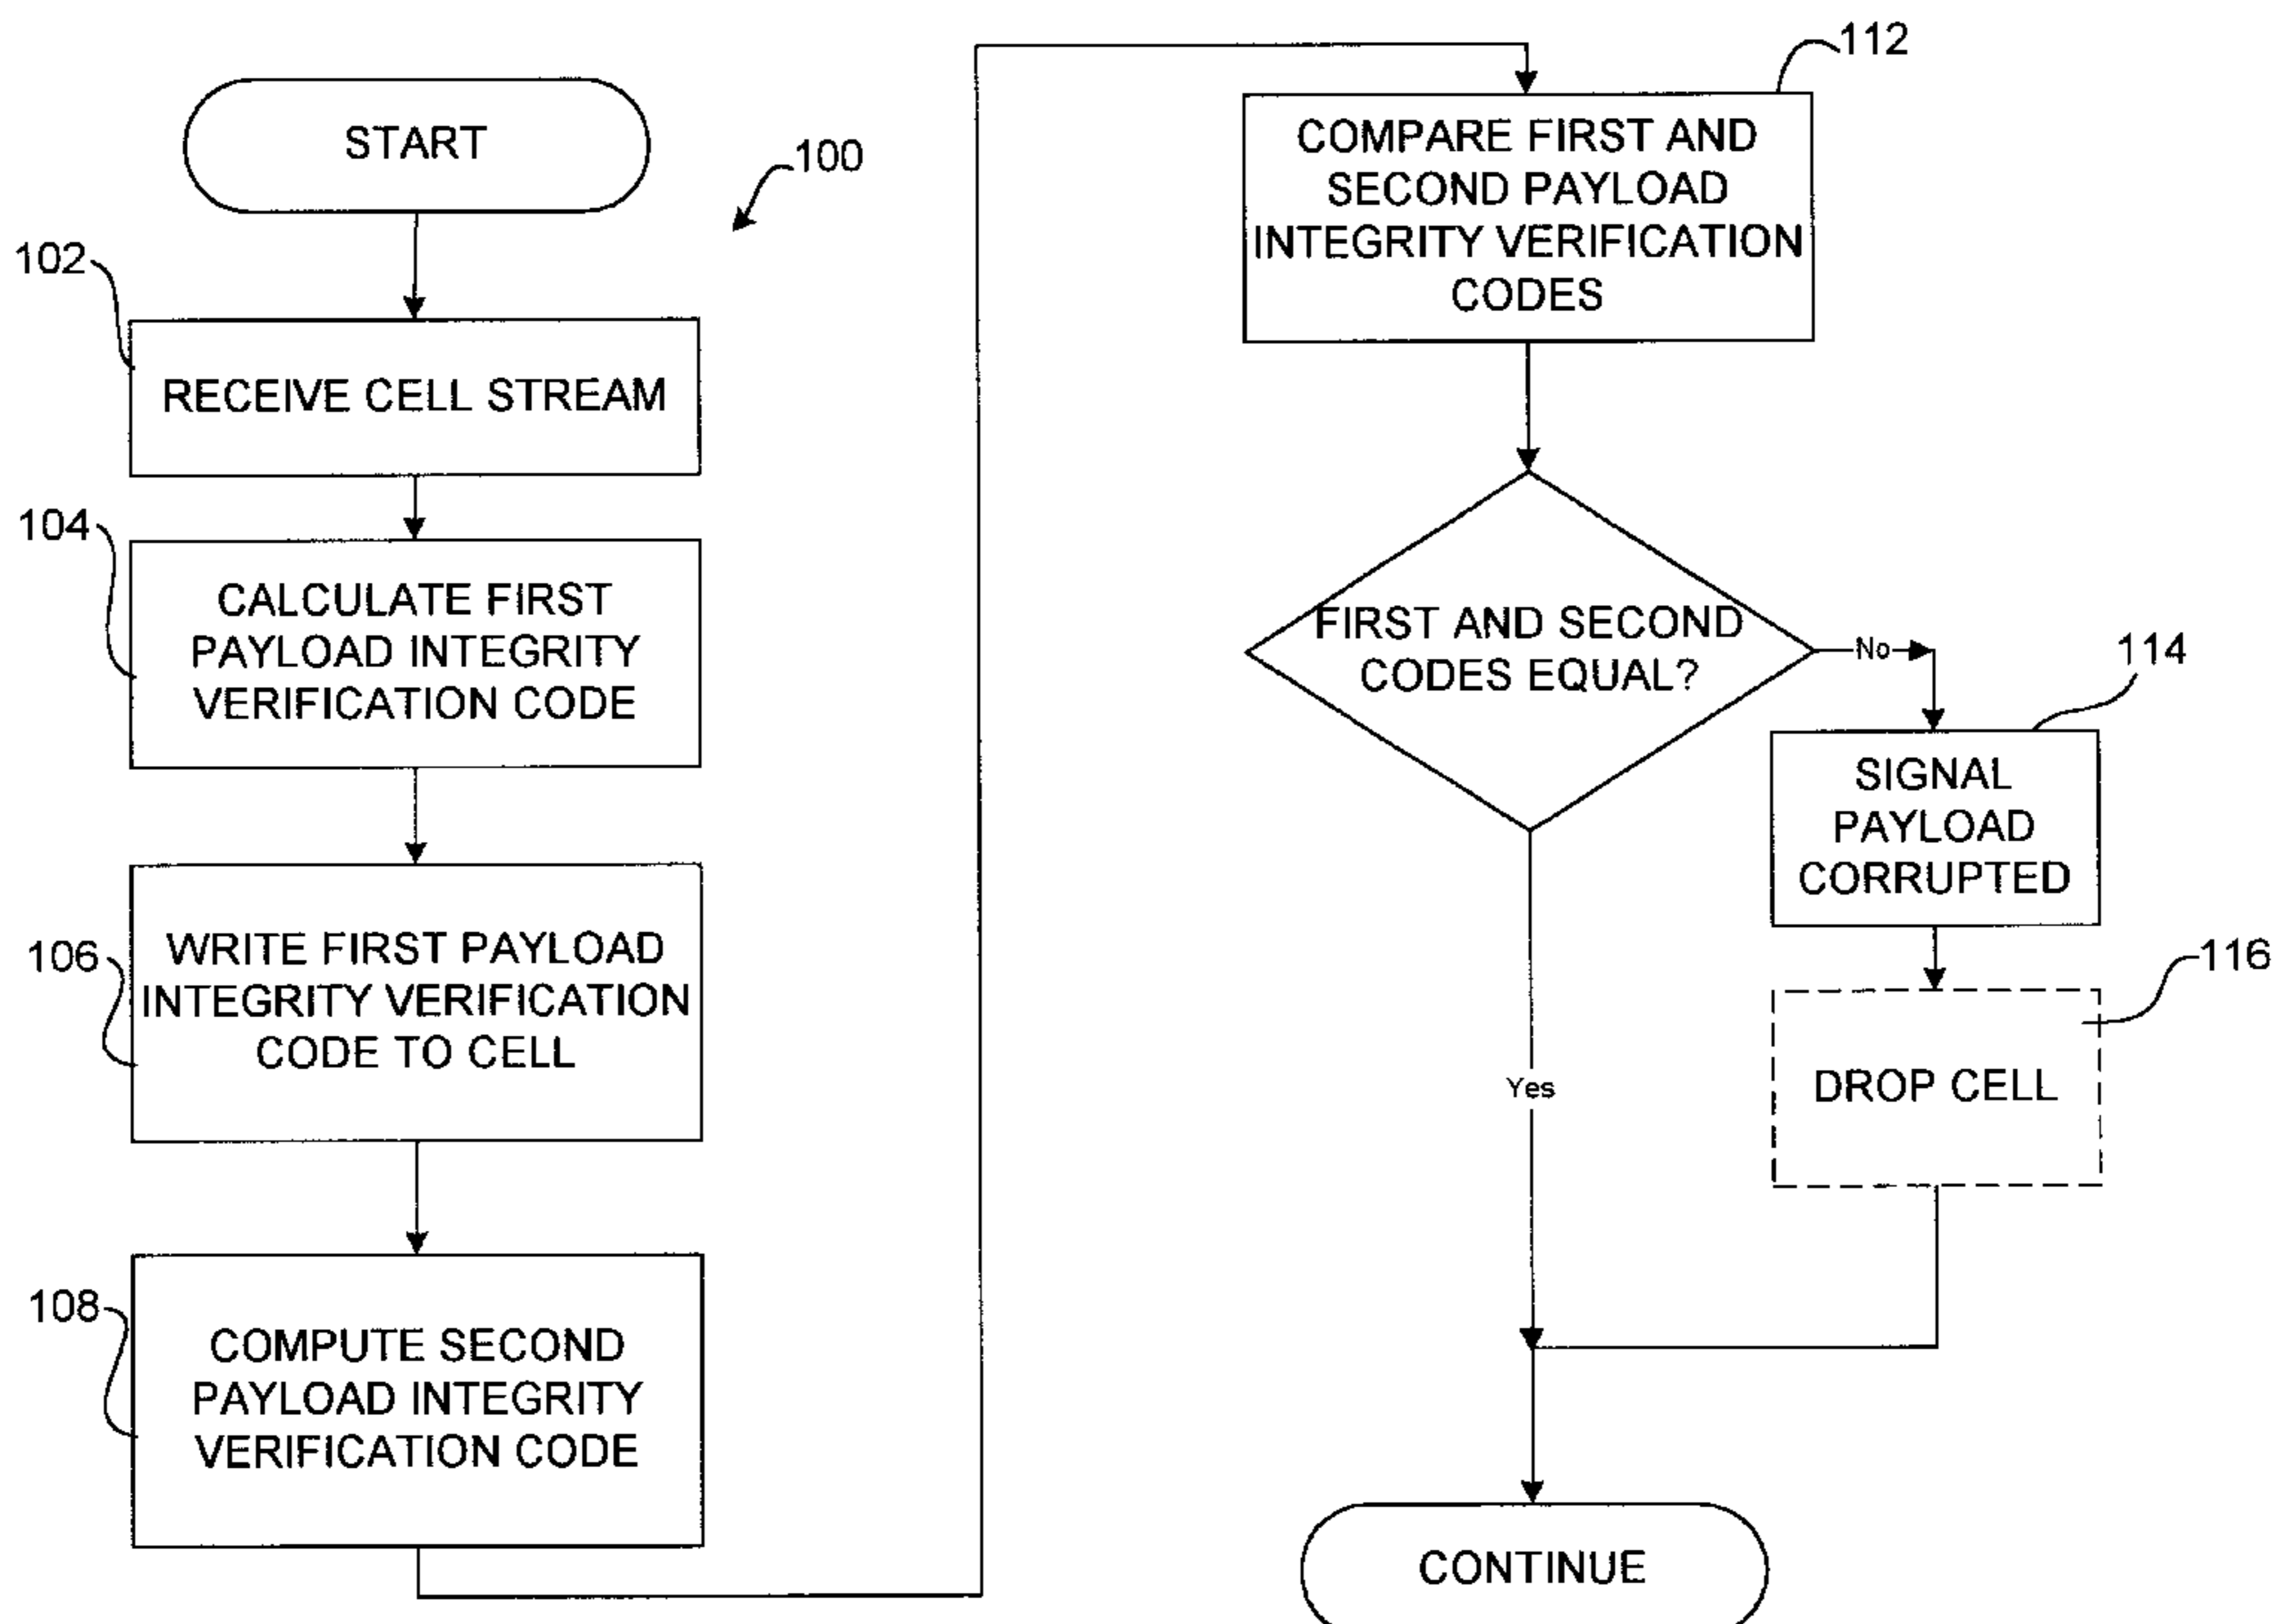 START
100
102
RECEIVE CELL STREAM
104
CALCULATE FIRST
PAYLOAD INTEGRITY
VERIFICATION CODE
106
WRITE FIRST PAYLOAD
INTEGRITY VERIFICATION
CODE TO CELL
108
COMPUTE SECOND
PAYLOAD INTEGRITY
VERIFICATION CODE
112
COMPARE FIRST AND
SECOND PAYLOAD
INTEGRITY VERIFICATION
CODES
FIRST AND SECOND
CODES EQUAL?
No
114
SIGNAL
PAYLOAD
CORRUPTED
116
DROP CELL
Yes
CONTINUE